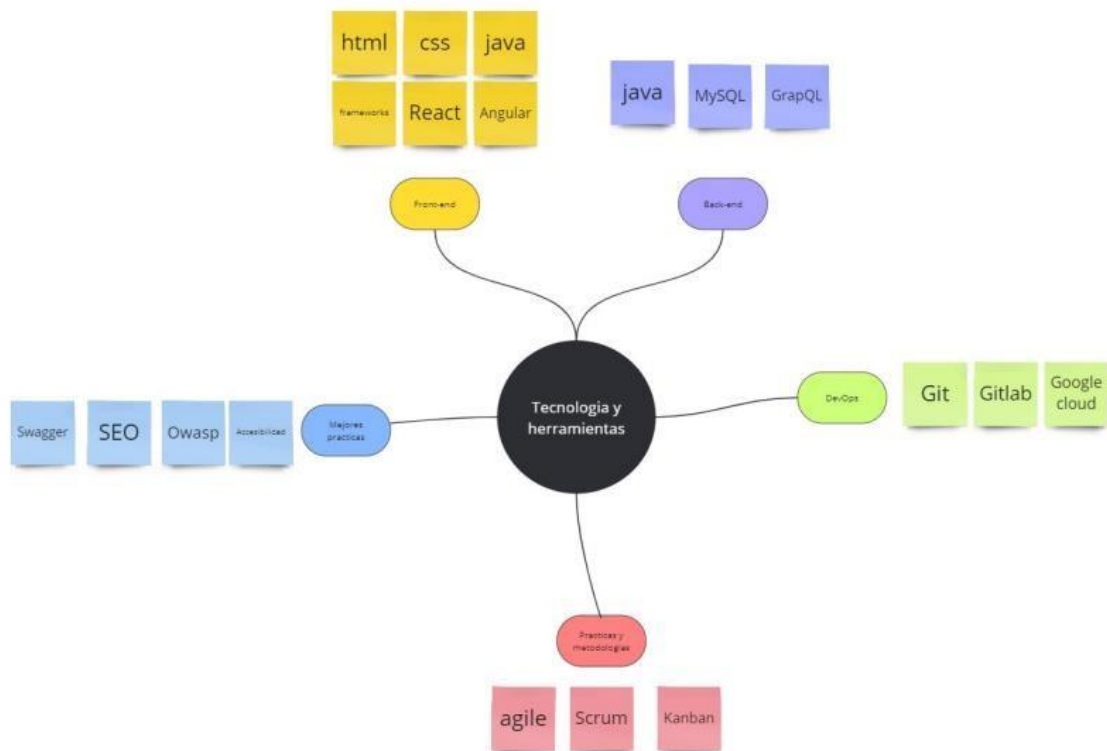 html
css
java
frameworks
React
Angular
java
MySQL
GrapQL
Front-end
Back-end
Tecnologia y
herramientas
DevOps
Git
Gitlab
Google
cloud
Swagger
SEO
Owasp
Accesibilidad
Mejores
practicas
Practicas y
metodologias
agile
Scrum
Kanban